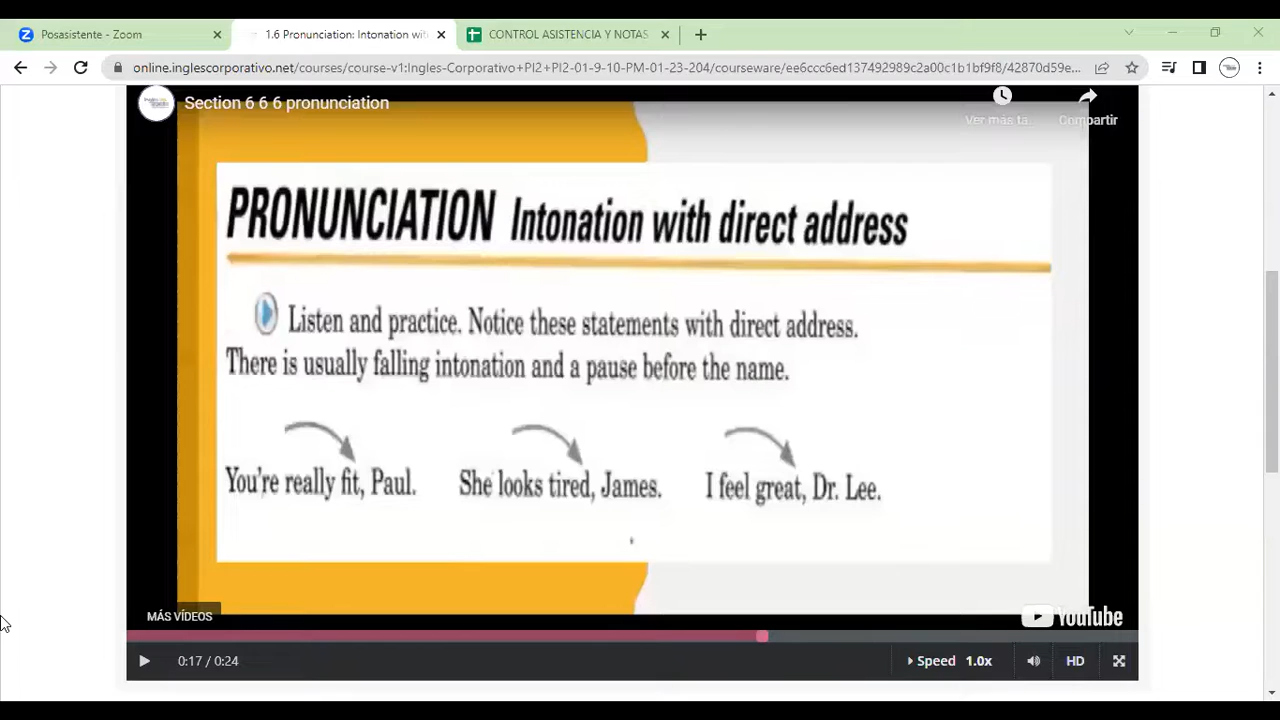 Posasistente - Zoom
1.6 Pronunciation: Intonation wit
CONTROL ASISTENCIA Y NOTAS
online.inglescorporativo.net/courses/course-v1:Ingles-Corporativo+PI2+PI2-01-9-10-PM-01-23-204/courseware/ee6ccc6ed137492989c2a00c1b1bf9f8/42870d59e...
Section 6 6 6 pronunciation
Ver más ta...
Compartir
PRONUNCIATION Intonation with direct address
Listen and practice. Notice these statements with direct address.
There is usually falling intonation and a pause before the name.
You're really fit, Paul. She looks tired, James. I feel great, Dr. Lee.
MÁS VÍDEOS
YouTube
0:17 / 0:24
Speed 1.0x
HD